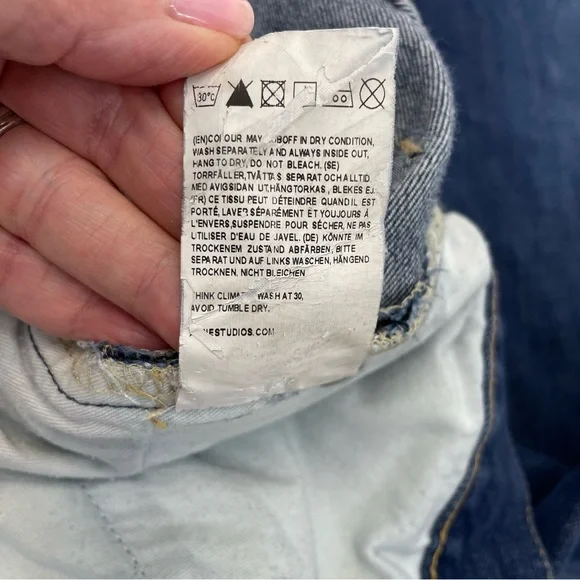 30°C
(EN)COLOUR MAY RUBOFF IN DRY CONDITION,
WASH SEPARATELY AND ALWAYS INSIDE OUT,
HANG TO DRY, DO NOT BLEACH. (SE)
TORRFÄLLER, TVÄTTAS SEPARAT OCH ALLTID
MED AVIGSIDAN UT, HÄNGTORKAS, BLEKES EJ.
(FR) CE TISSU PEUT DÉTEINDRE QUAND IL EST
PORTÉ, LAVER SÉPARÉMENT ET TOUJOURS À
L'ENVERS, SUSPENDRE POUR SÉCHER, NE PAS
UTILISER D'EAU DE JAVEL. (DE) KÖNNTE IM
TROCKENEM ZUSTAND ABFÄRBEN, BITTE
SEPARAT UND AUF LINKS WASCHEN, HÄNGEND
TROCKNEN, NICHT BLEICHEN
THINK CLIMATE, WASH AT 30,
AVOID TUMBLE DRY.
NESTUDIOS.COM